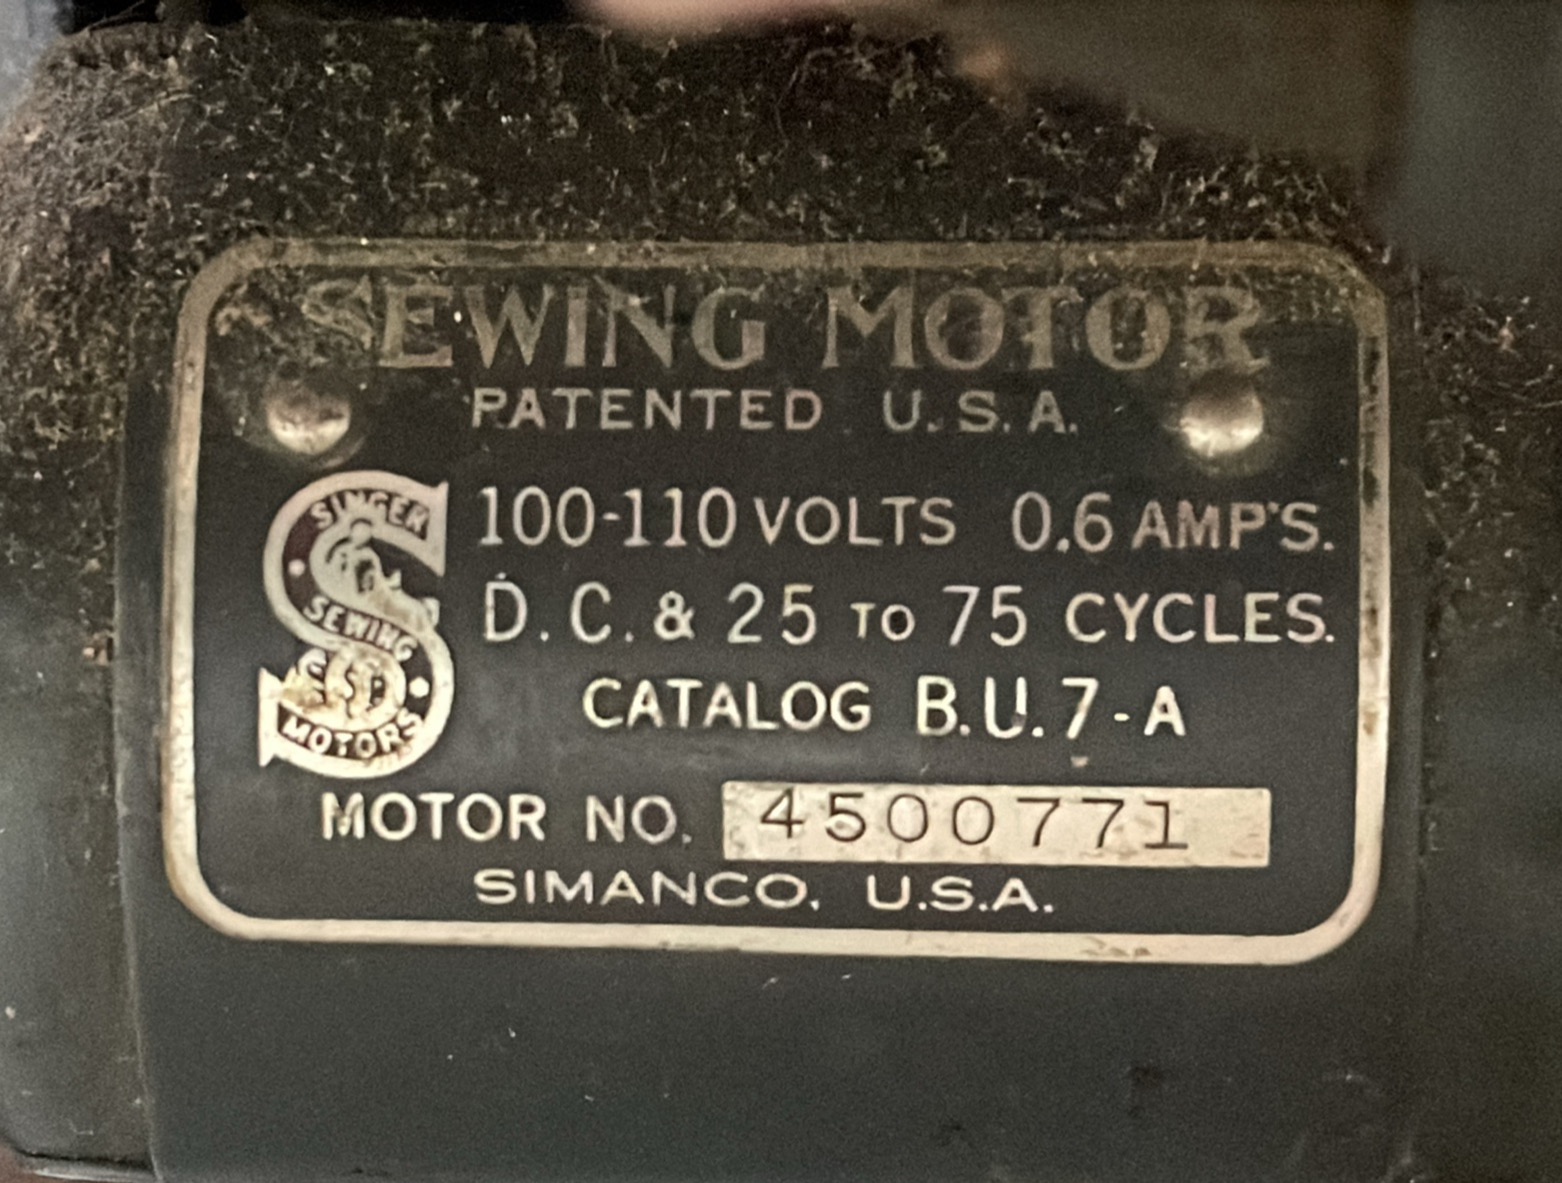 SEWING MOTOR
PATENTED U.S.A.
SINGER
SEWING
MOTORS
100-110 VOLTS 0.6 AMP'S.
D.C. & 25 TO 75 CYCLES.
CATALOG B.U.7-A
MOTOR NO. 4500771
SIMANCO, U.S.A.